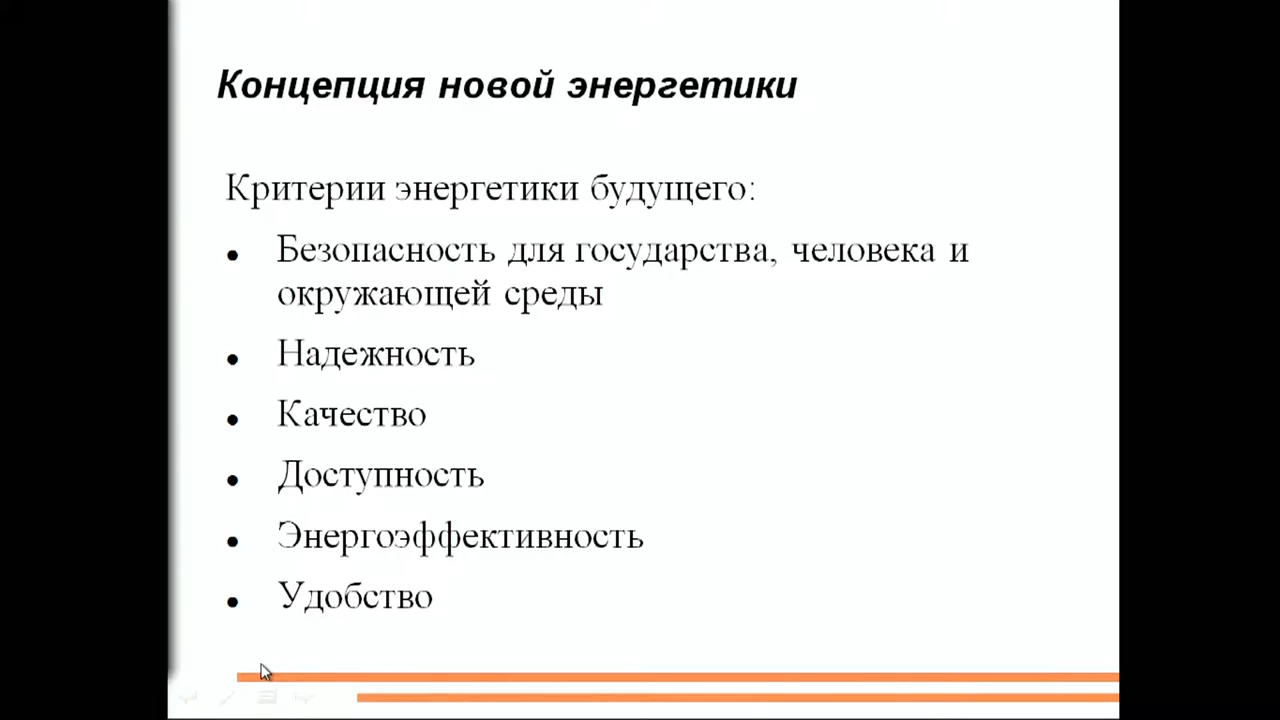 Концепция новой энергетики
Критерии энергетики будущего:
• Безопасность для государства, человека и
окружающей среды
• Надежность
• Качество
• Доступность
• Энергоэффективность
• Удобство